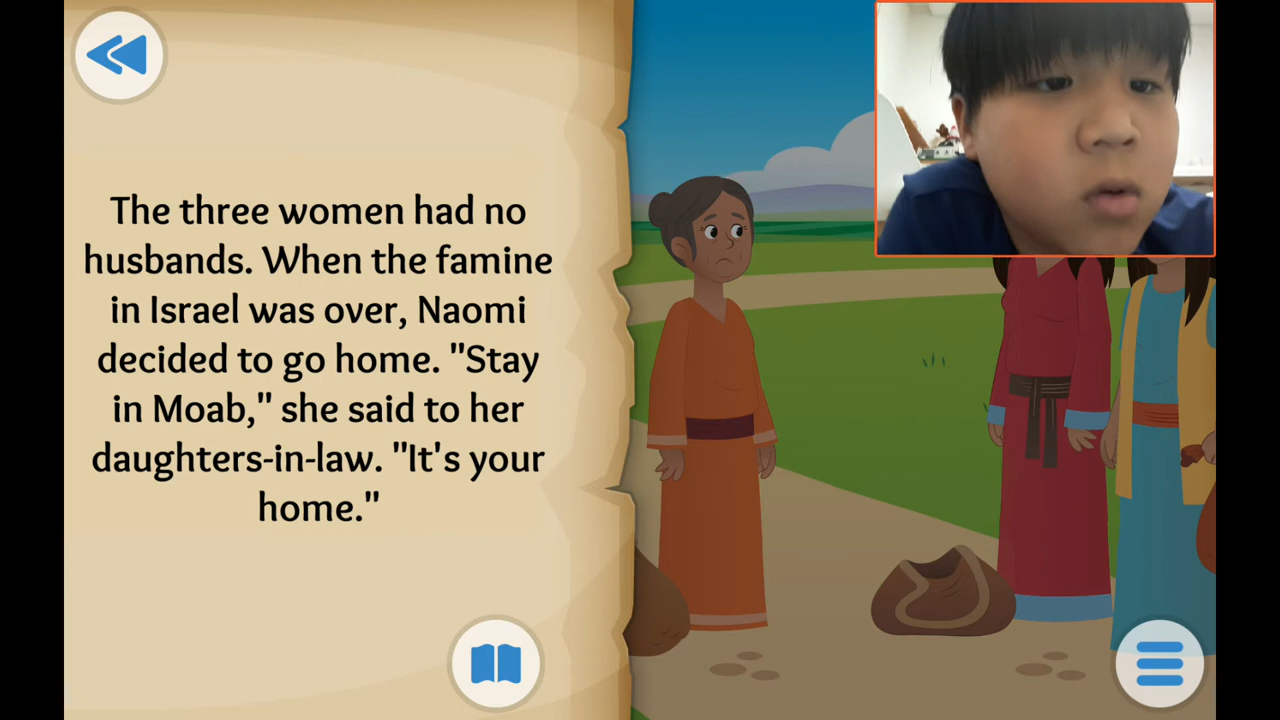 The three women had no
husbands. When the famine
in Israel was over, Naomi
decided to go home. "Stay
in Moab," she said to her
daughters-in-law. "It's your
home."